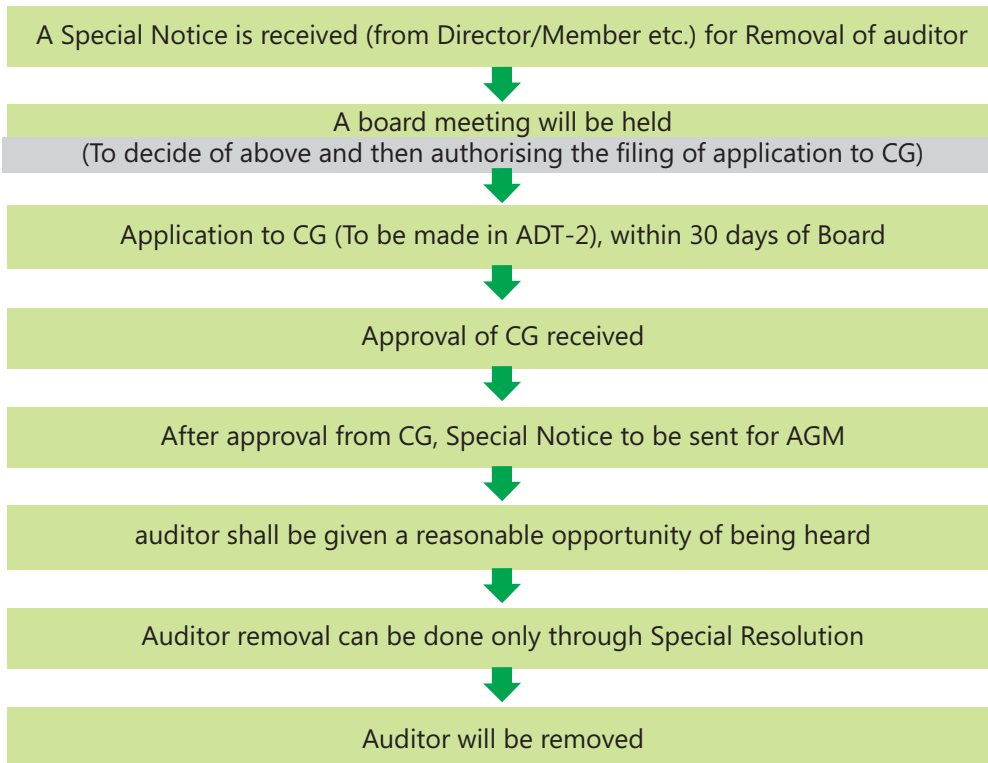 A Special Notice is received (from Director/Member etc.) for Removal of auditor
A board meeting will be held
(To decide of above and then authorising the filing of application to CG)
Application to CG (To be made in ADT-2), within 30 days of Board
Approval of CG received
After approval from CG, Special Notice to be sent for AGM
auditor shall be given a reasonable opportunity of being heard
Auditor removal can be done only through Special Resolution
Auditor will be removed